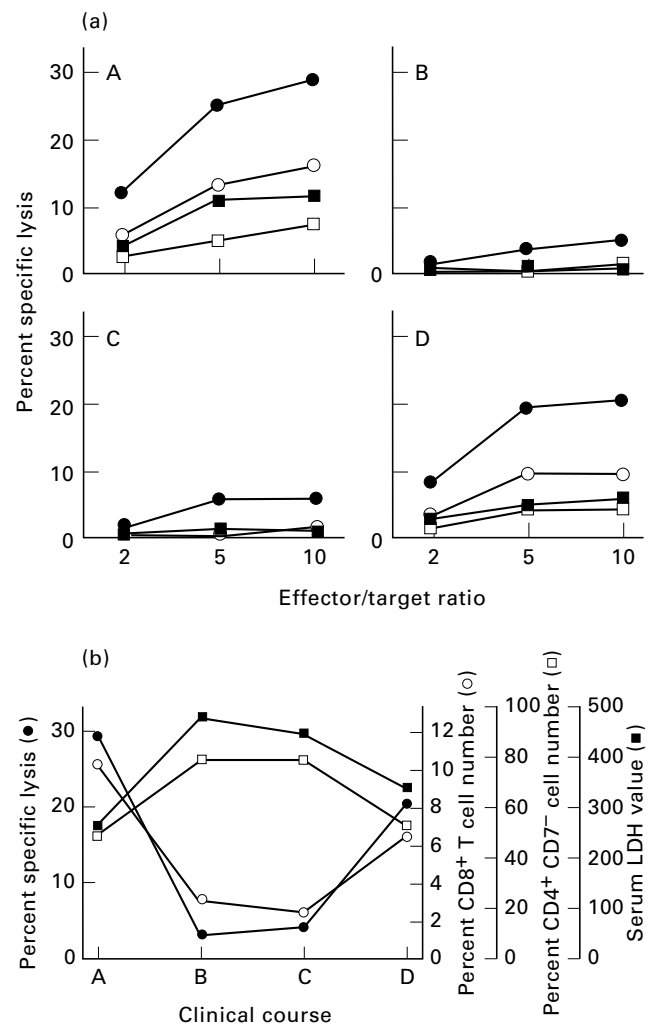 (a)
A
B
30
20
10
0
0
C
D
30
20
10
0
0
2
5
10
2
5
10
Percent specific lysis
Effector/target ratio
(b)
Percent specific lysis (●)
30
20
10
0
A
B
C
D
Clinical course
12
10
8
6
4
2
0
Percent CD8⁺ T cell number (○)
100
80
60
40
20
0
Percent CD4⁺ CD7⁻ cell number (□)
500
400
300
200
100
0
Serum LDH value (■)